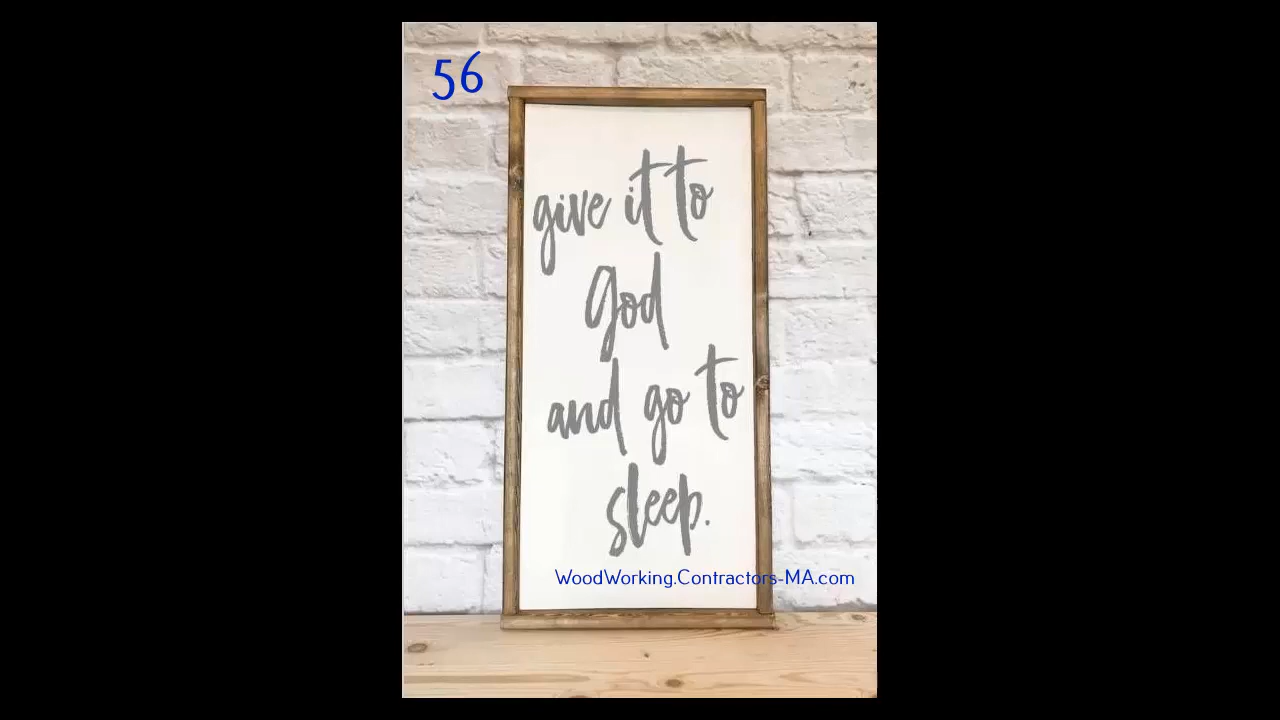 56
give it to
God
and go to
sleep.
WoodWorking.Contractors-MA.com